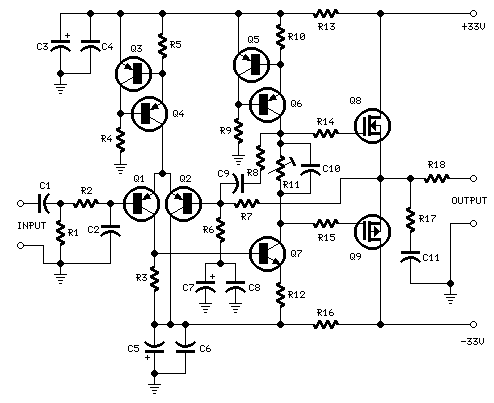 R13
+33V
C3
+
C4
R5
Q5
R10
Q3
Q6
Q4
Q8
R4
R9
R14
R8
C9
C10
R11
R18
Q1
Q2
C1
R2
R7
OUTPUT
INPUT
R1
C2
R6
R15
R17
Q9
Q7
R3
C7
+
C8
C11
R12
R16
-33V
C5
+
C6